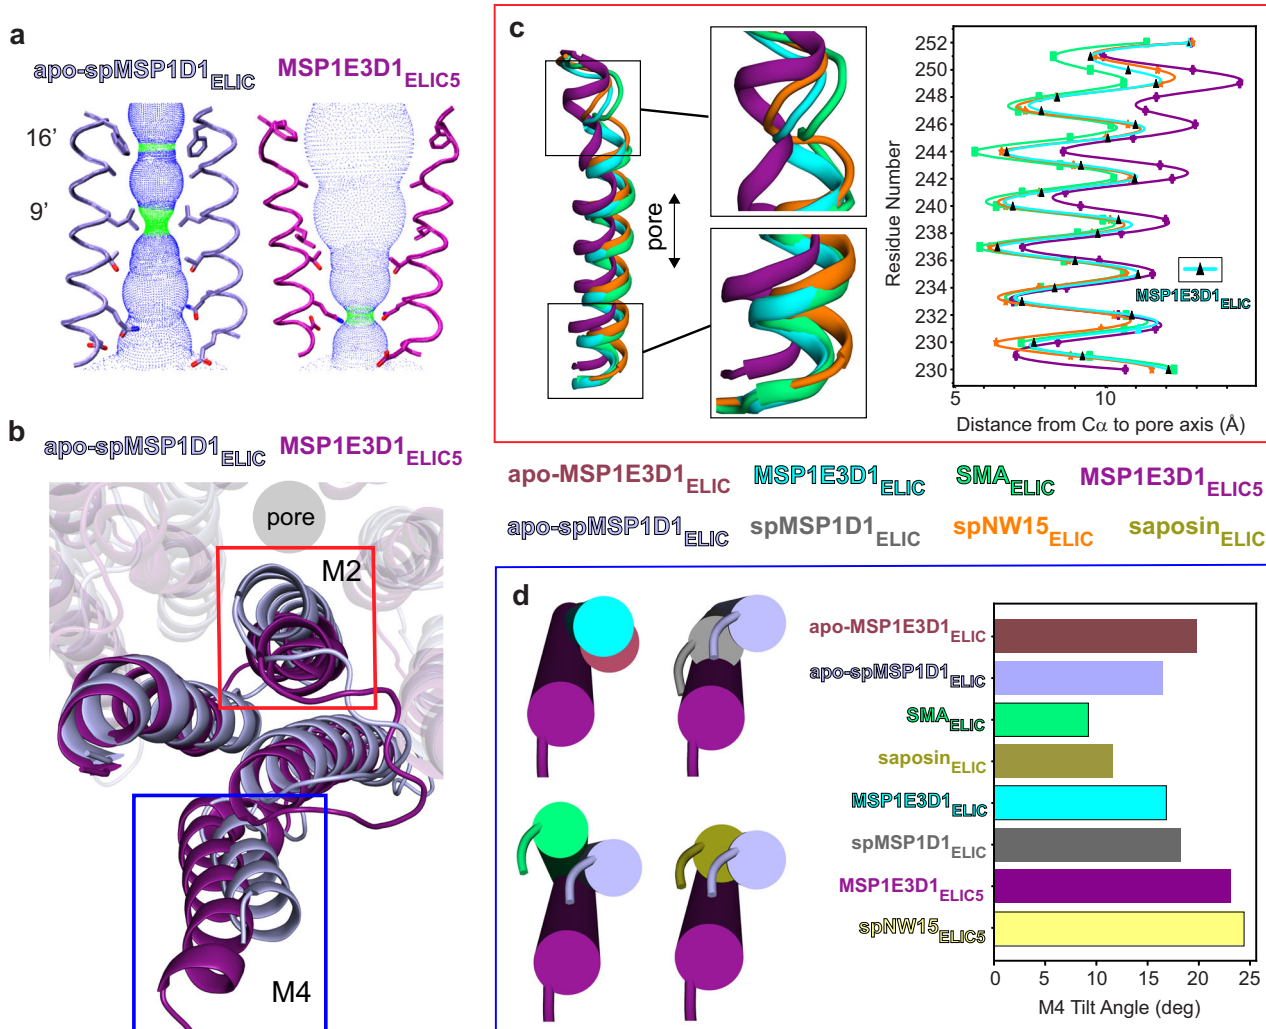 a
apo-spMSP1D1ELIC MSP1E3D1ELIC5
16’
9’
b
apo-spMSP1D1ELIC MSP1E3D1ELIC5
pore
M2
M4
c
pore
Residue Number
252
250
248
246
244
242
240
238
236
234
232
230
5 10
Distance from Cα to pore axis (Å)
MSP1E3D1ELIC
apo-MSP1E3D1ELIC MSP1E3D1ELIC SMAELIC MSP1E3D1ELIC5
apo-spMSP1D1ELIC spMSP1D1ELIC spNW15ELIC saposinELIC
d
apo-MSP1E3D1ELIC
apo-spMSP1D1ELIC
SMAELIC
saposinELIC
MSP1E3D1ELIC
spMSP1D1ELIC
MSP1E3D1ELIC5
spNW15ELIC5
0 5 10 15 20 25
M4 Tilt Angle (deg)